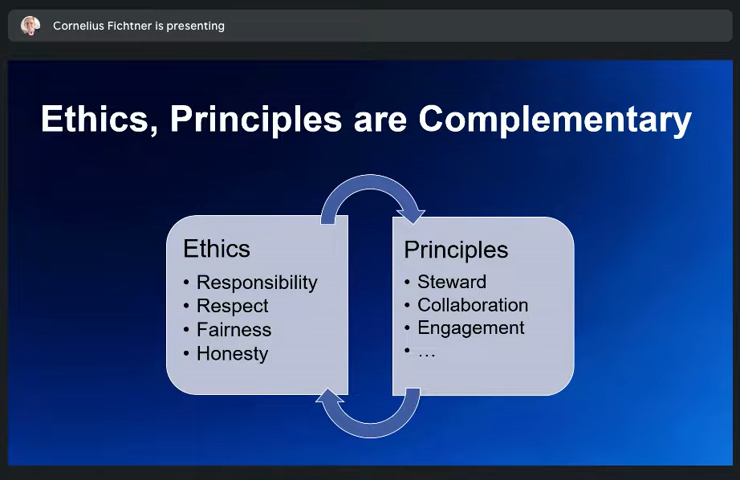 Cornelius Fichtner is presenting
Ethics, Principles are Complementary
Ethics
• Responsibility
• Respect
• Fairness
• Honesty
Principles
• Steward
• Collaboration
• Engagement
• …